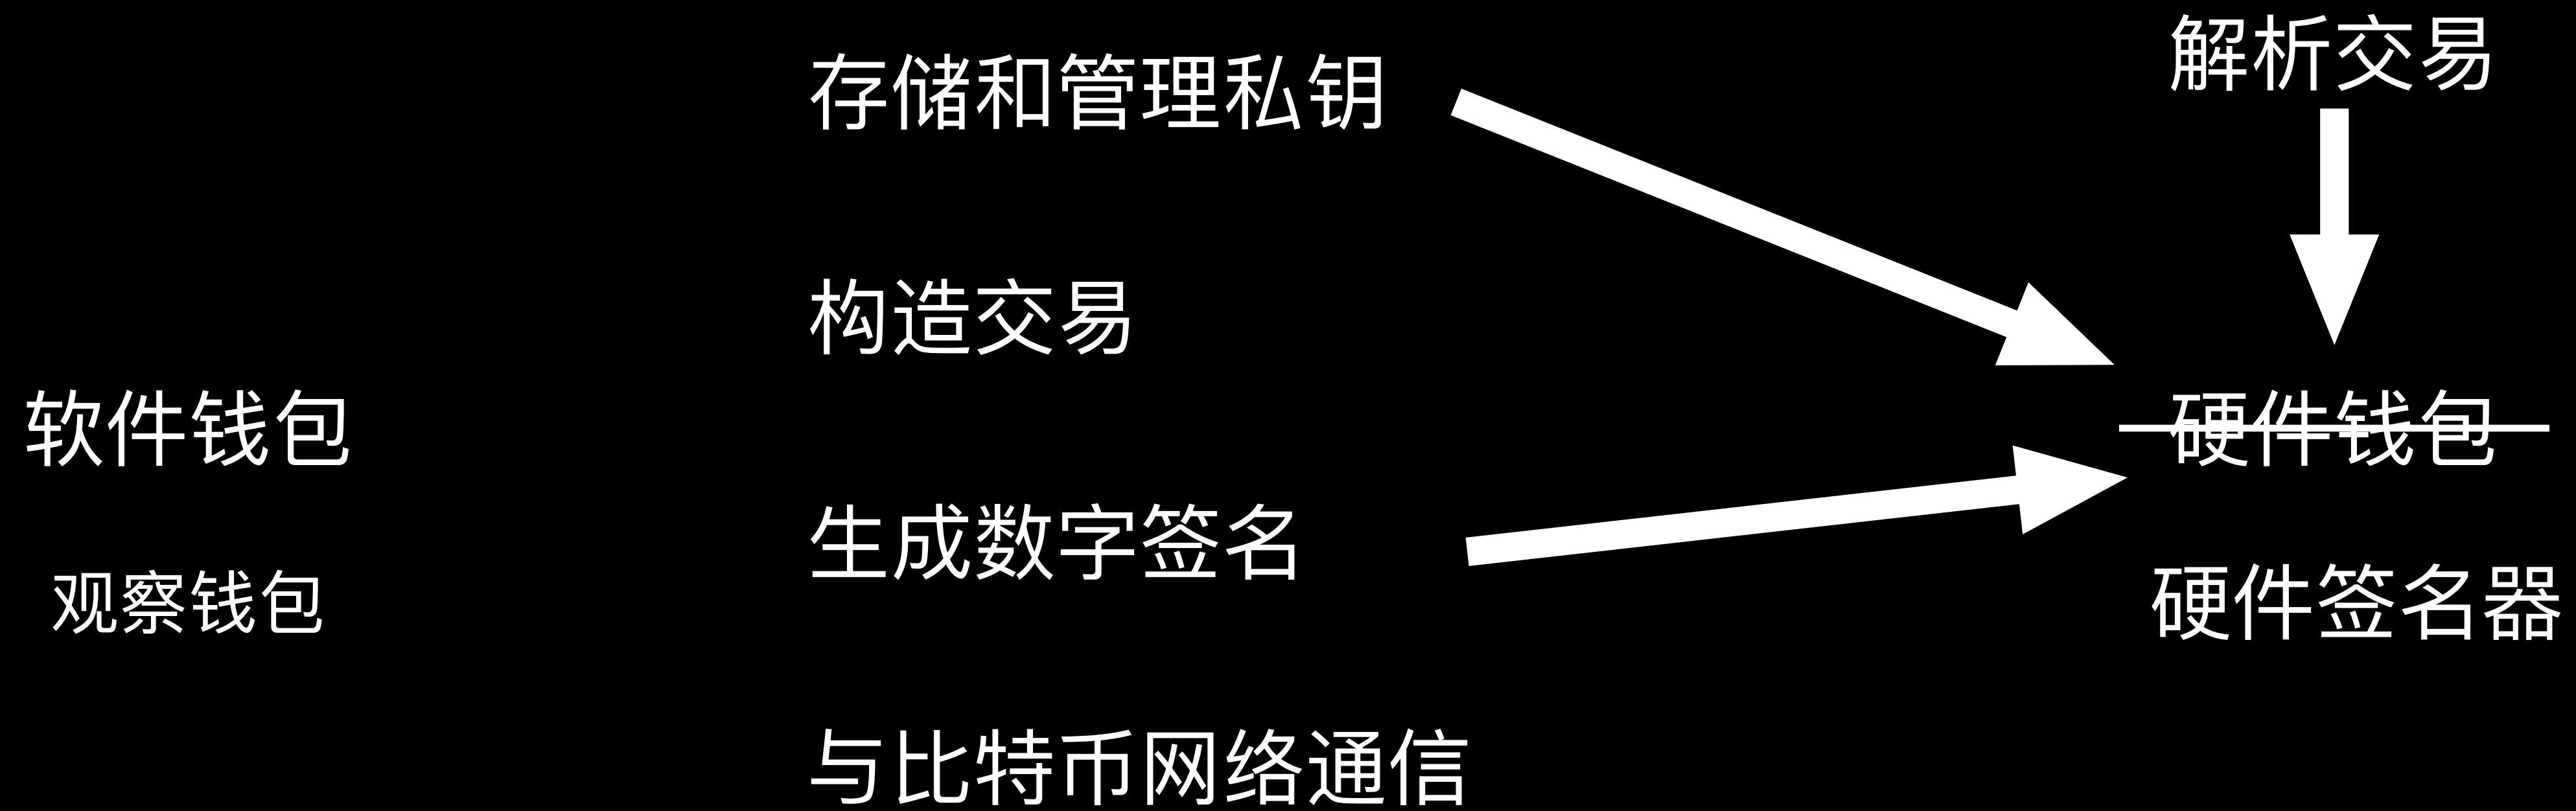 解析交易
存储和管理私钥
构造交易
软件钱包
硬件钱包
生成数字签名
观察钱包
硬件签名器
与比特币网络通信